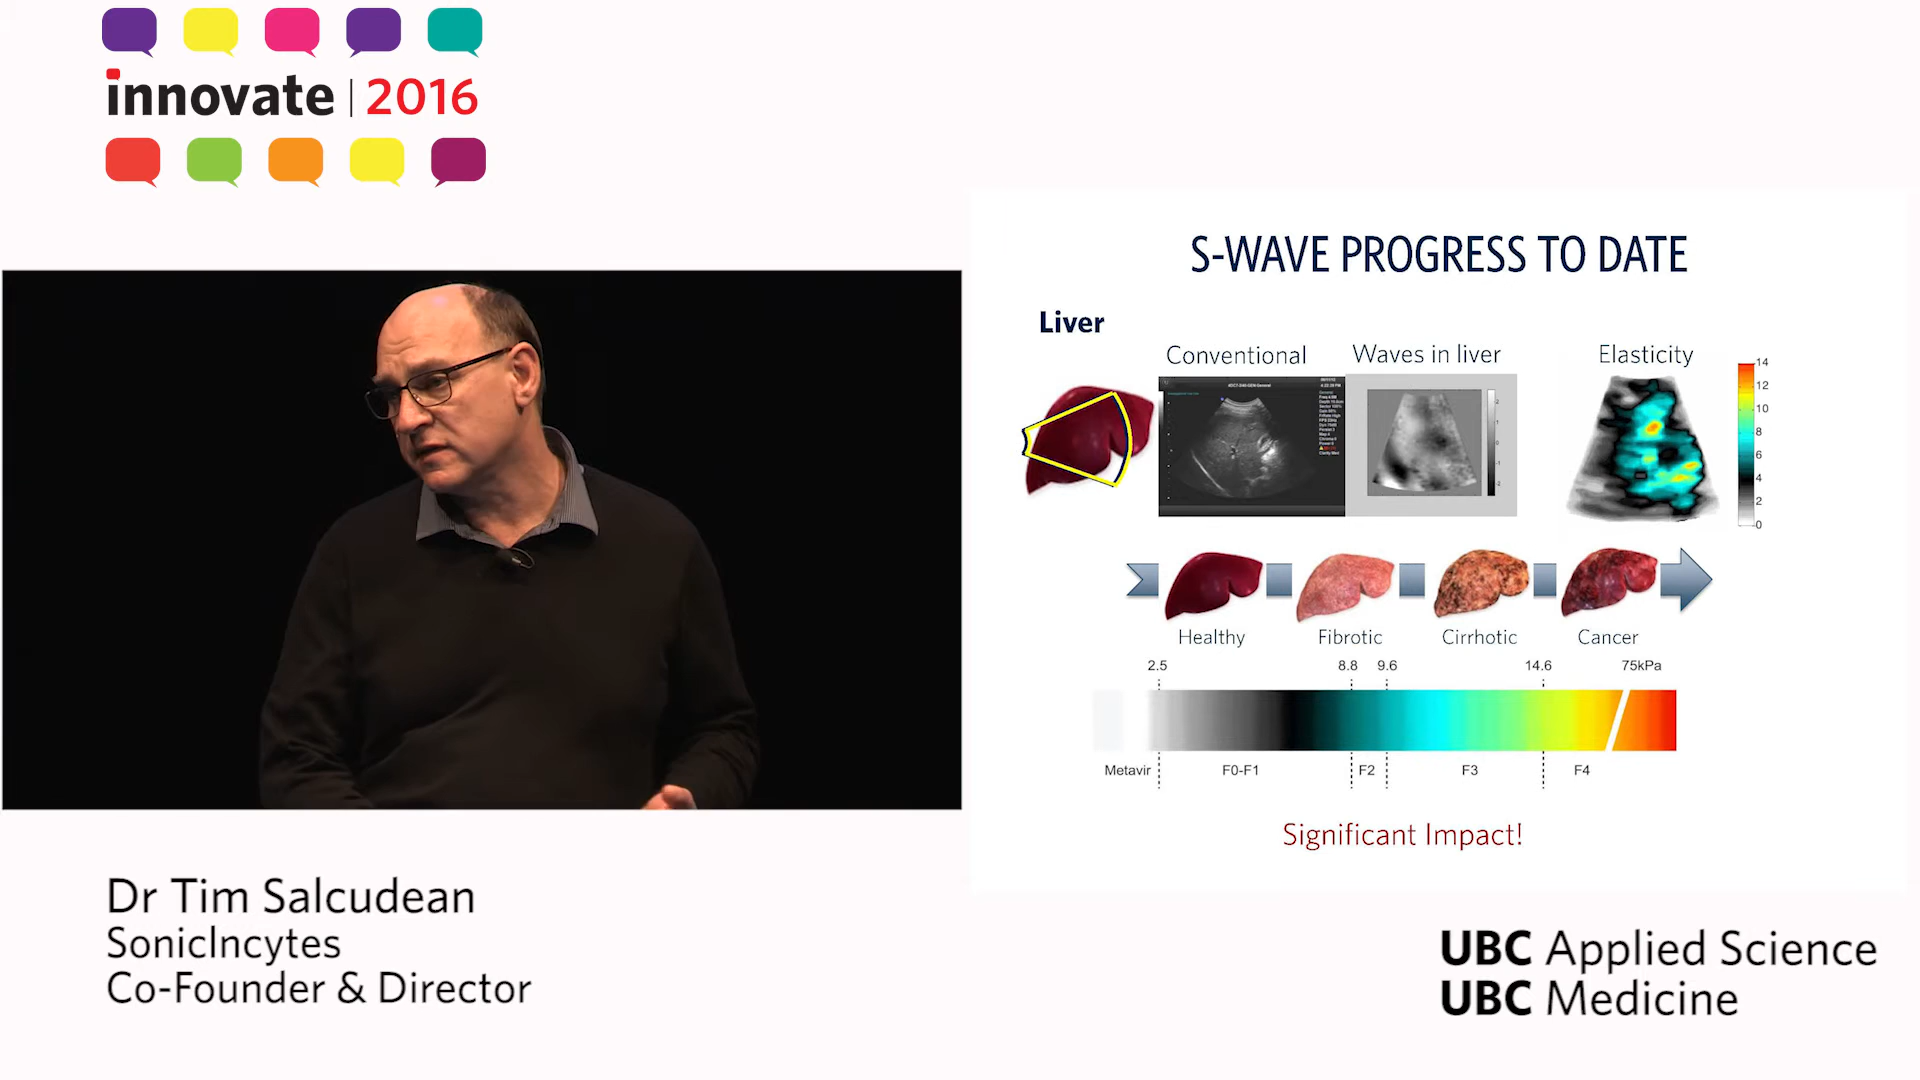 innovate | 2016
S-WAVE PROGRESS TO DATE
Liver
Conventional
Waves in liver
Elasticity
14
12
10
8
6
4
2
0
Healthy
Fibrotic
Cirrhotic
Cancer
2.5
8.8
9.6
14.6
75kPa
Metavir
F0-F1
F2
F3
F4
Significant Impact!
Dr Tim Salcudean
SonicIncytes
Co-Founder & Director
UBC Applied Science
UBC Medicine